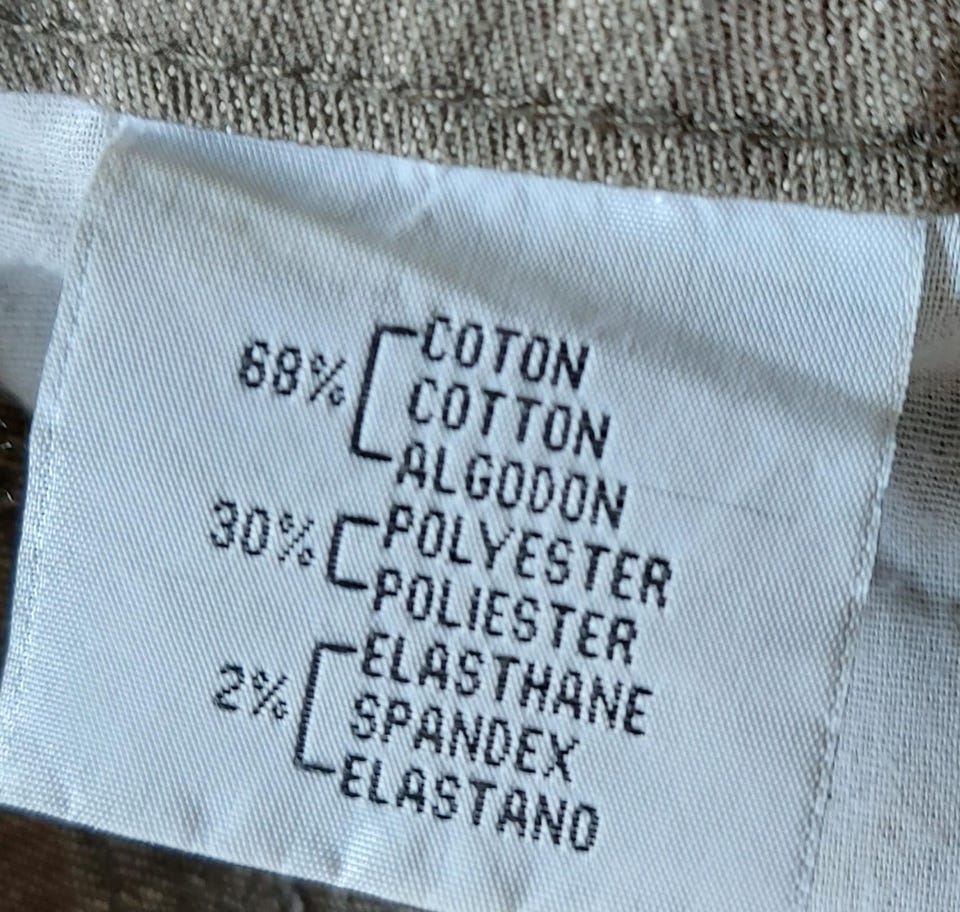 68% COTON
COTTON
ALGODON
30% POLYESTER
POLIESTER
2% ELASTHANE
SPANDEX
ELASTANO